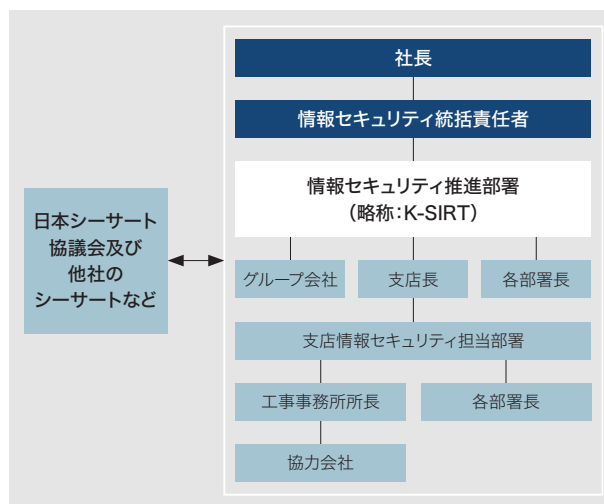 社長
情報セキュリティ統括責任者
情報セキュリティ推進部署
（略称：K-SIRT）
日本シーサート
協議会及び
他社の
シーサートなど
グループ会社
支店長
各部署長
支店情報セキュリティ担当部署
工事事務所所長
各部署長
協力会社